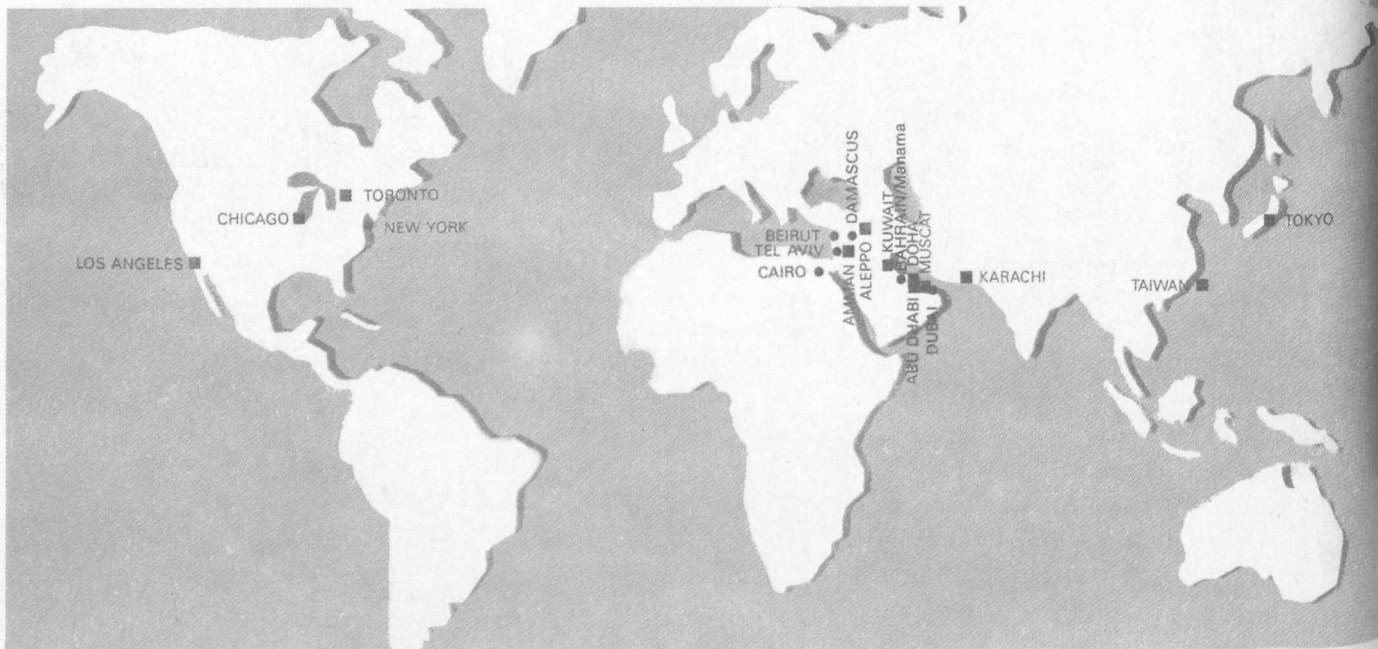 TORONTO
CHICAGO
NEW YORK
LOS ANGELES
BEIRUT
TEL AVIV
CAIRO
DAMASCUS
AMMAN
ALEPPO
KUWAIT
BAHRAIN/Manama
DOHA
MUSCAT
ABU DHABI
DUBAI
KARACHI
TAIWAN
TOKYO